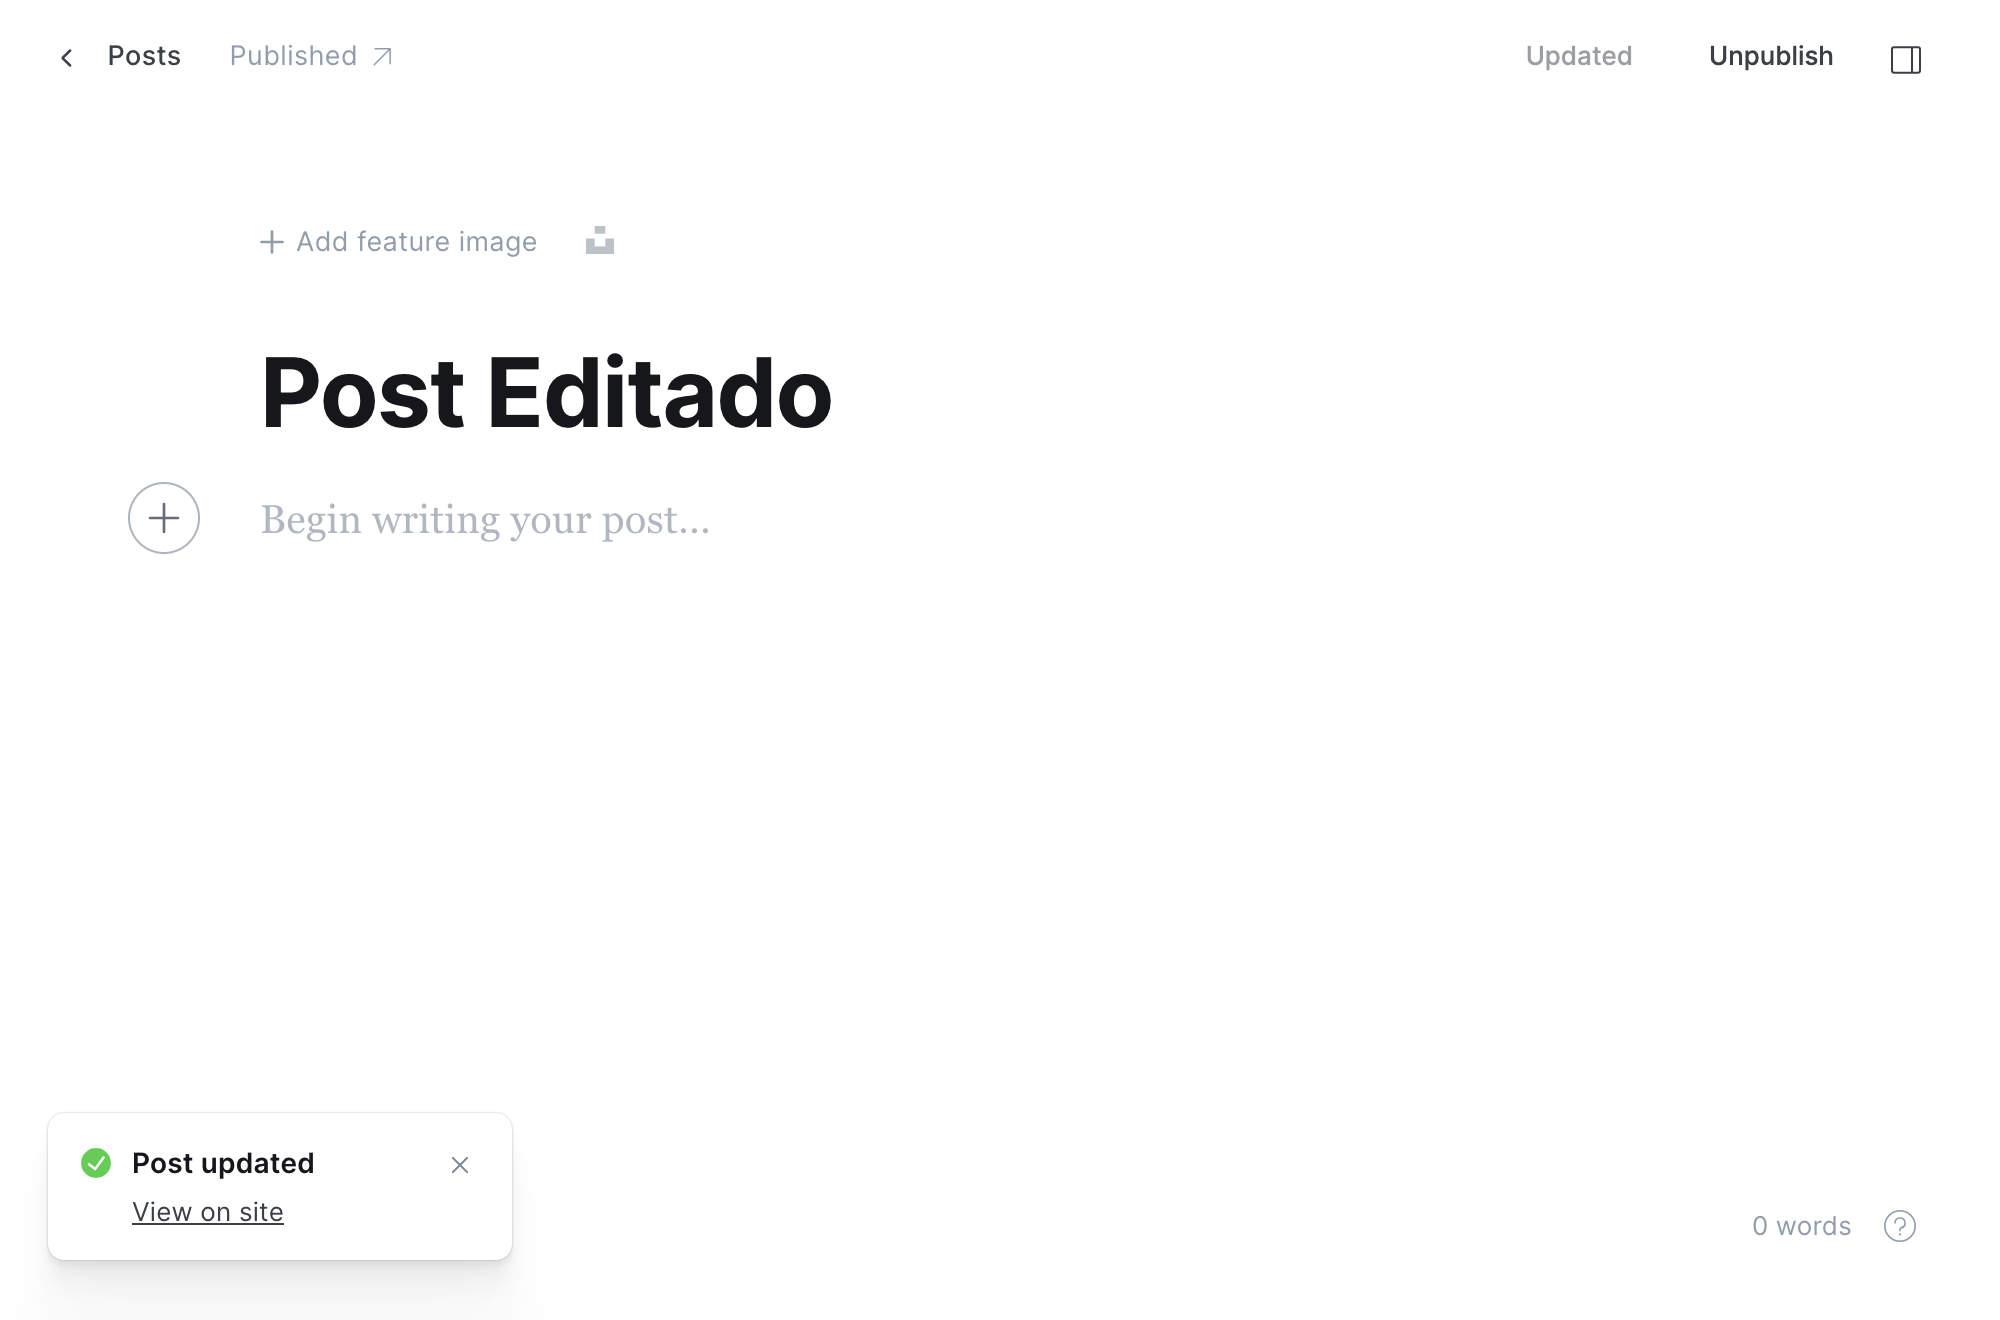 Posts
Published
Updated
Unpublish
Add feature image
Post Editado
Begin writing your post...
Post updated
View on site
0 words